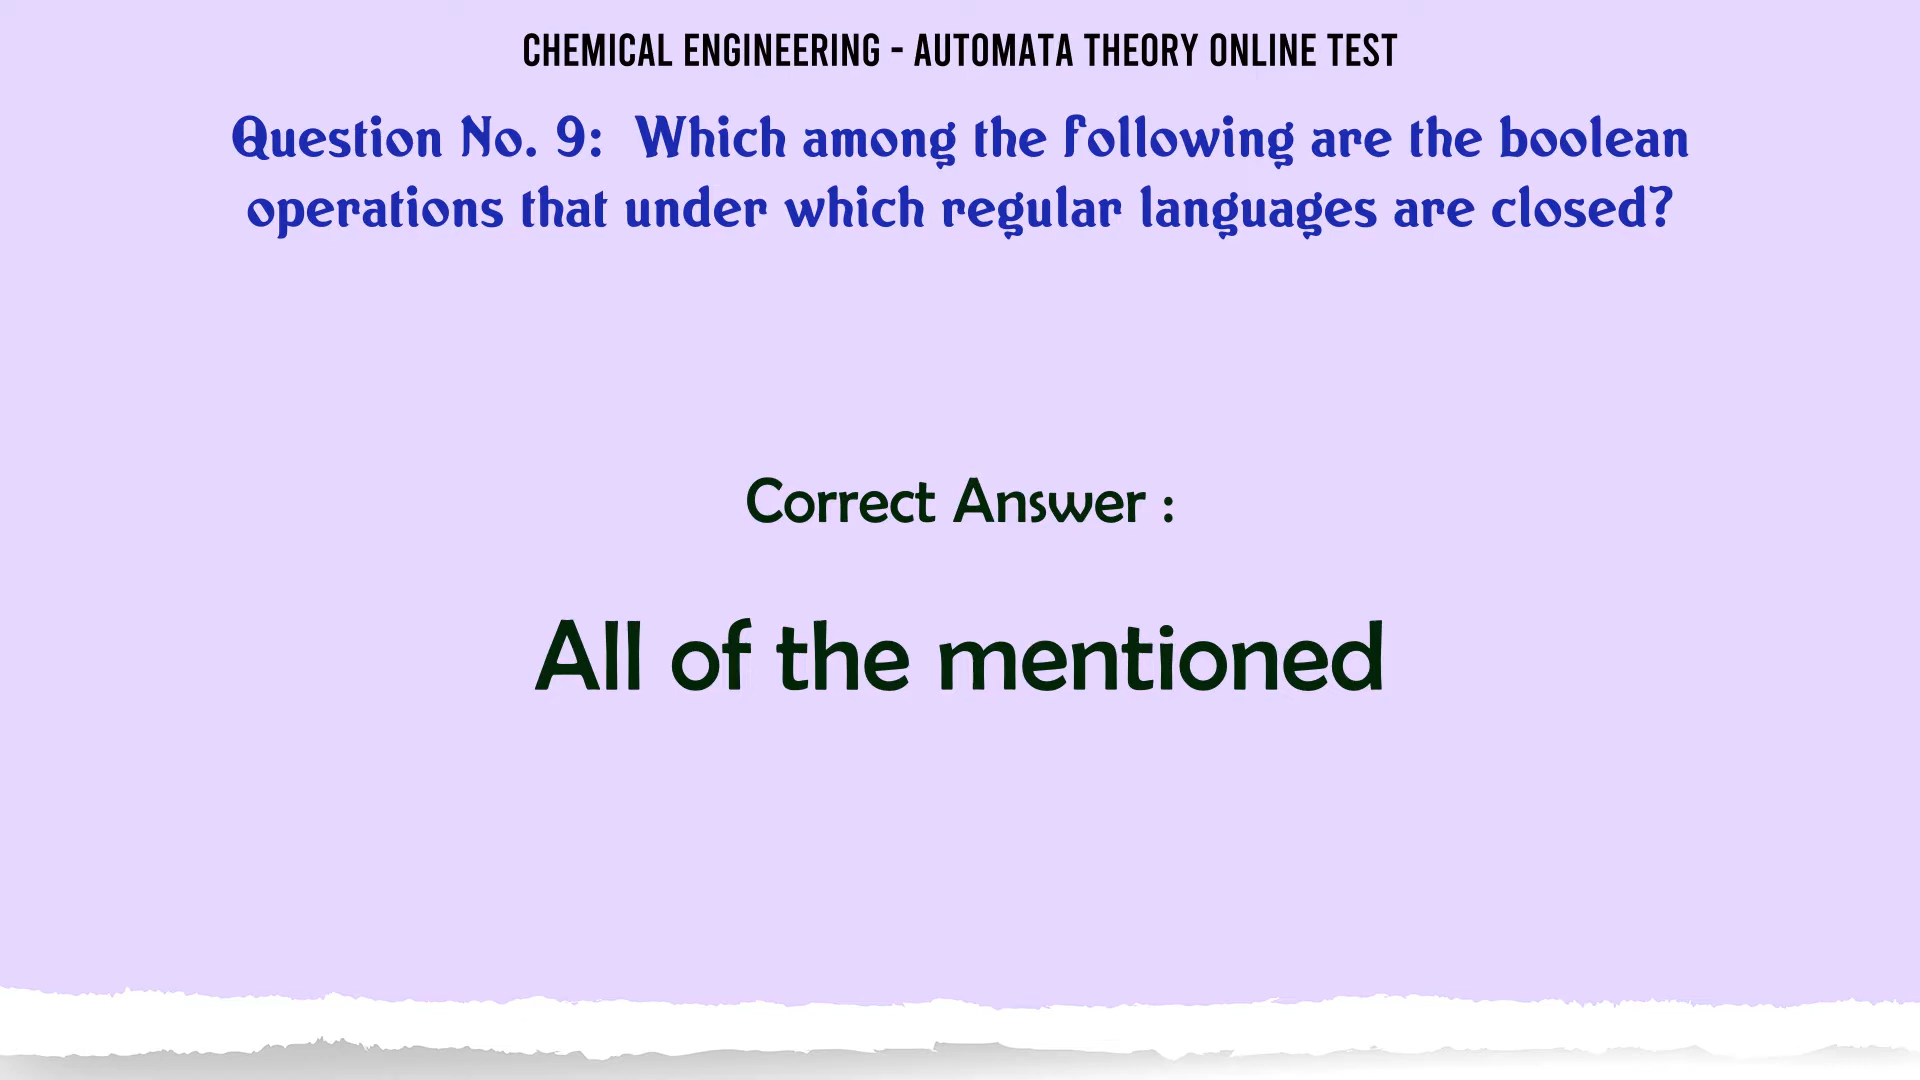 CHEMICAL ENGINEERING - AUTOMATA THEORY ONLINE TEST
Question No. 9: Which among the following are the boolean
operations that under which regular languages are closed?
Correct Answer :
All of the mentioned